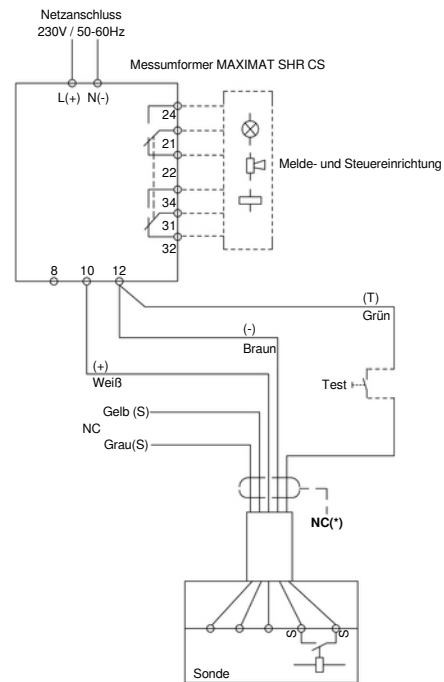 Netzanschluss
230V / 50-60Hz
Messumformer MAXIMAT SHR CS
L(+) N(-)
24
21
22
34
31
32
Melde- und Steuereinrichtung
8 10 12
(T)
Grün
(-)
Braun
(+)
Weiß
Test
Gelb (S)
NC
Grau(S)
NC(*)
S S
Sonde